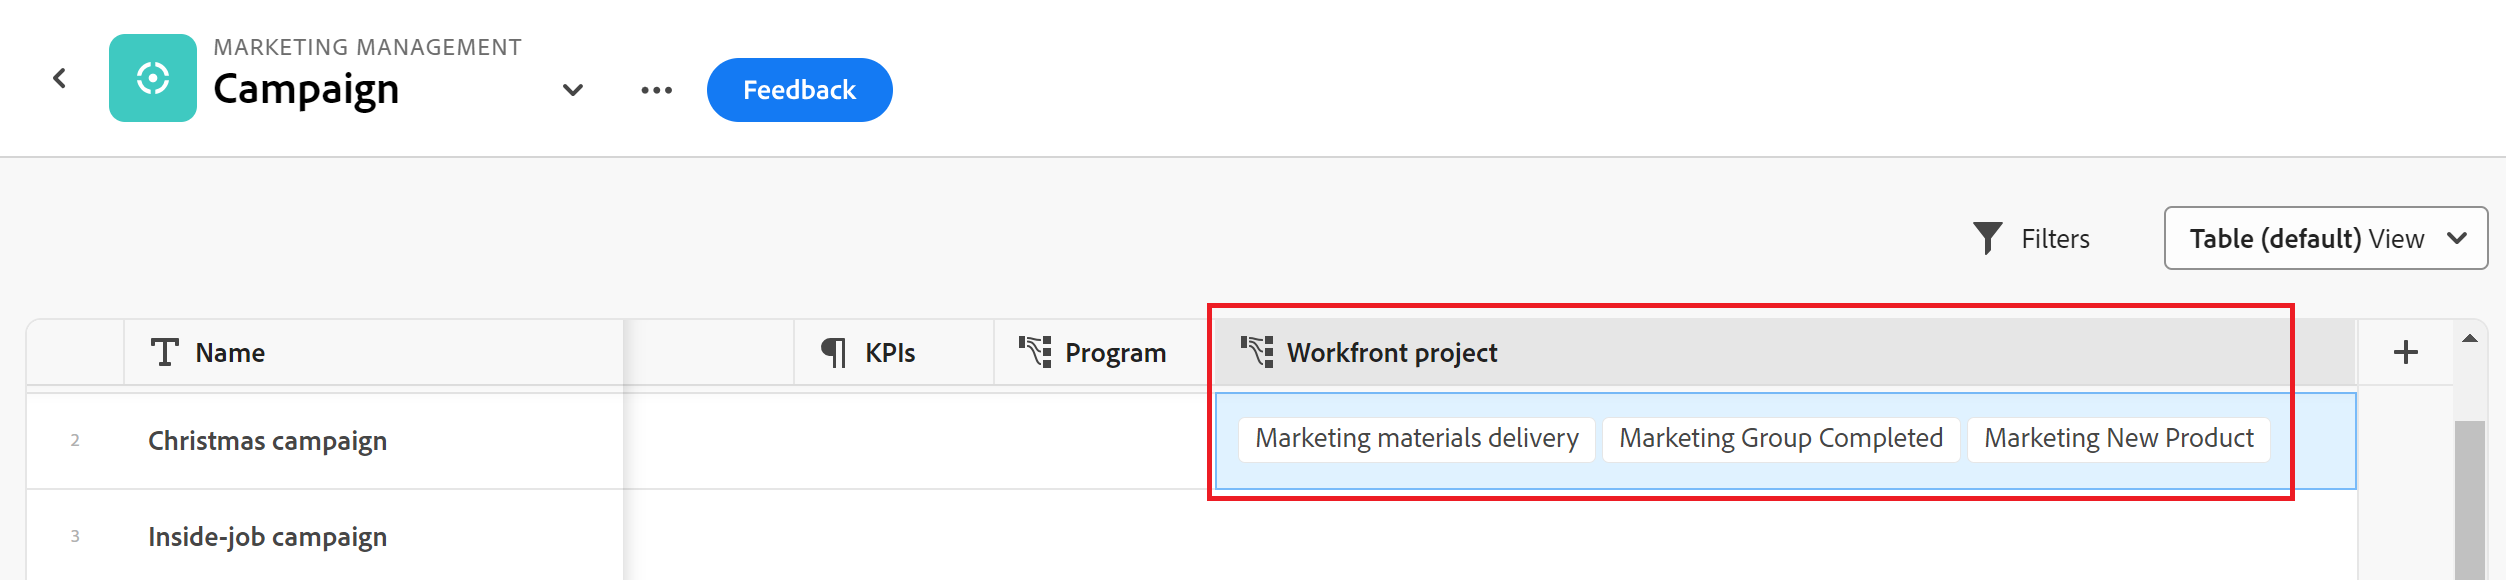 MARKETING MANAGEMENT
Campaign
Feedback
Filters
Table (default) View
Name KPIs Program Workfront project
2 Christmas campaign Marketing materials delivery Marketing Group Completed Marketing New Product
3 Inside-job campaign